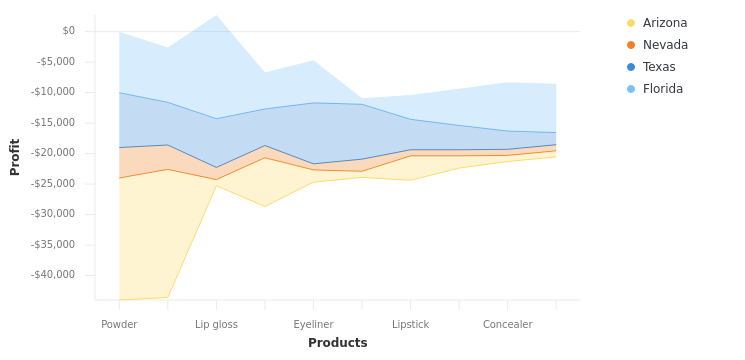 $0
-$5,000
-$10,000
-$15,000
-$20,000
-$25,000
-$30,000
-$35,000
-$40,000
Profit
Powder
Lip gloss
Eyeliner
Lipstick
Concealer
Products
Arizona
Nevada
Texas
Florida